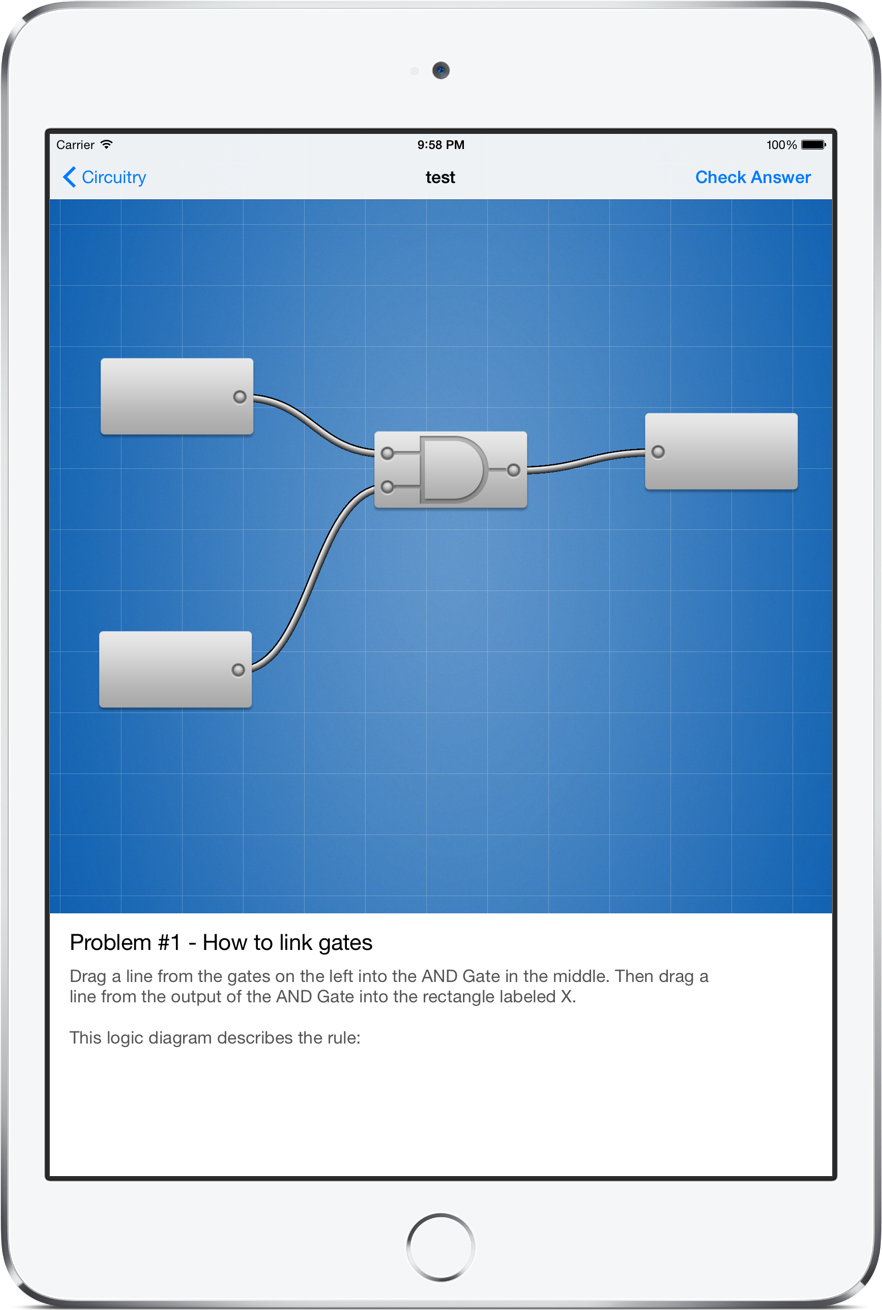 Carrier
9:58 PM
100%
Circuitry
test
Check Answer
Problem #1 - How to link gates
Drag a line from the gates on the left into the AND Gate in the middle. Then drag a
line from the output of the AND Gate into the rectangle labeled X.
This logic diagram describes the rule: